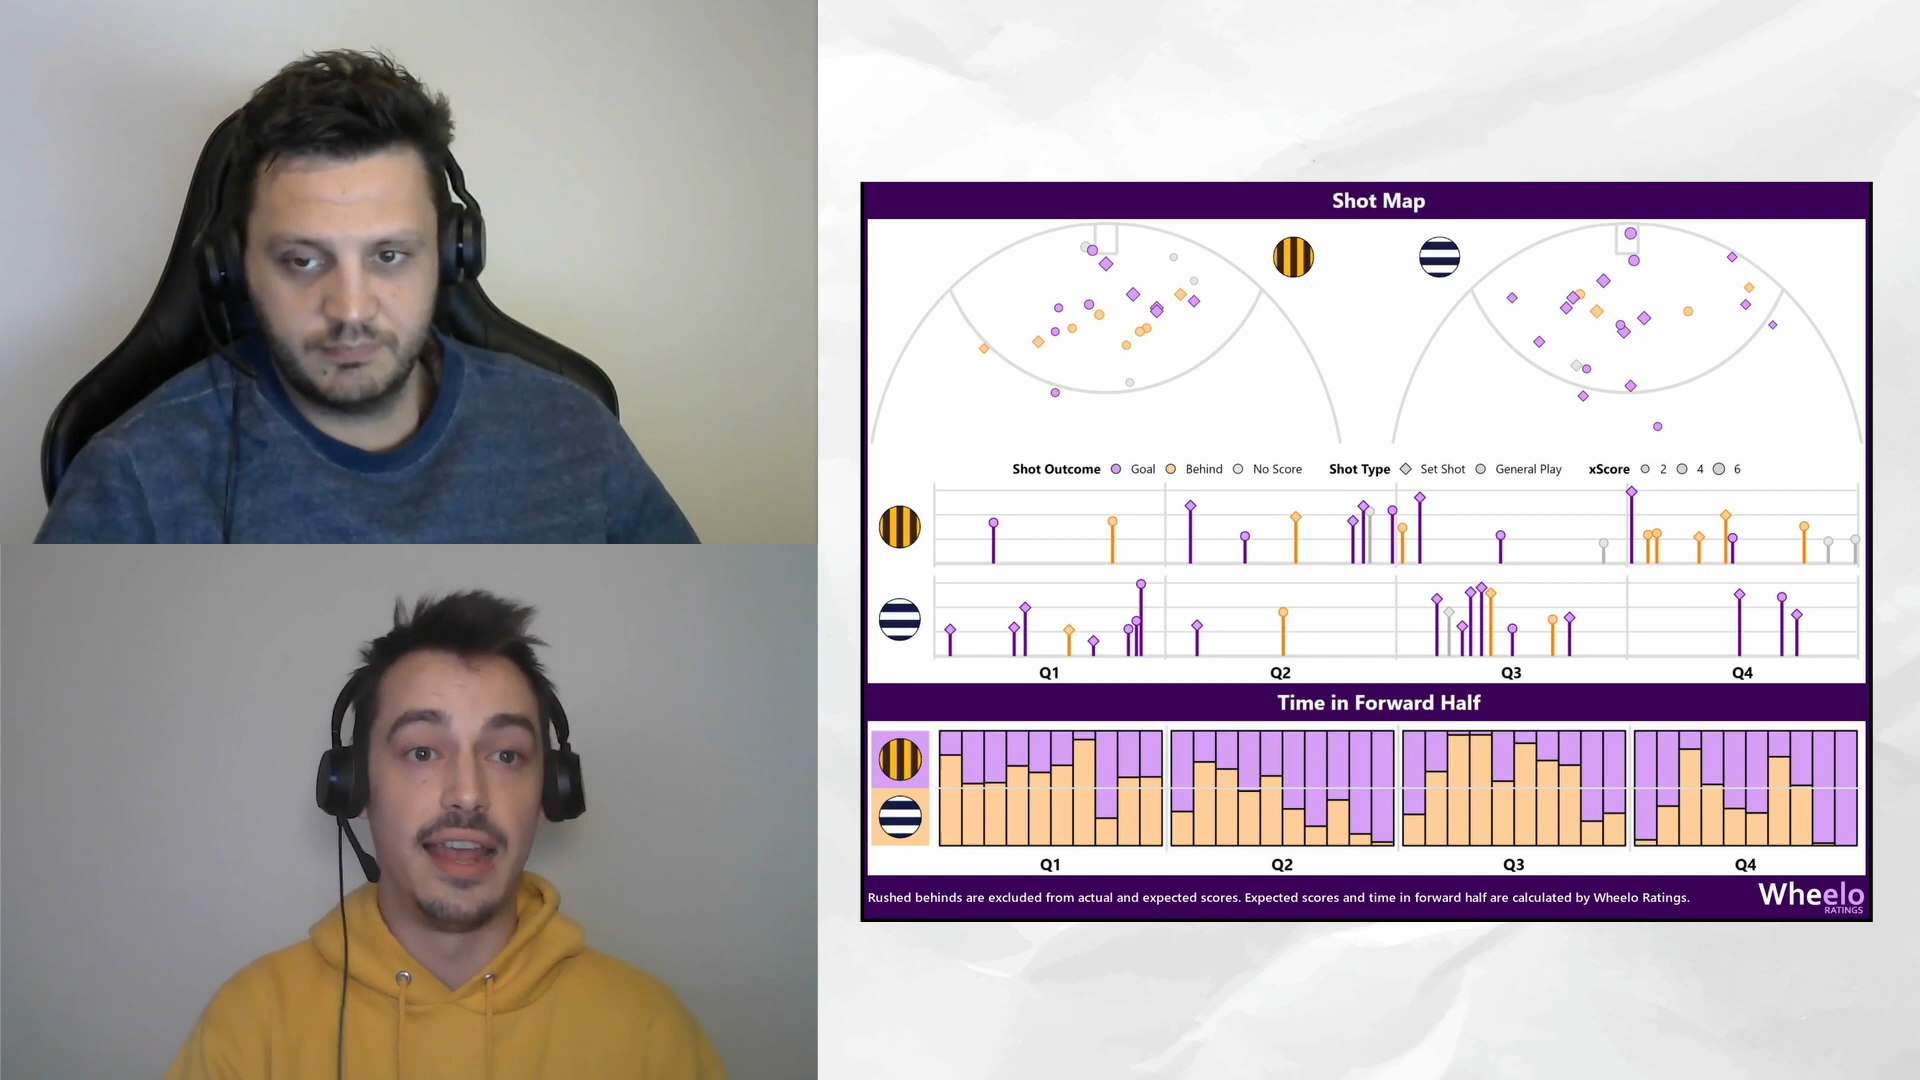 Shot Map
Shot Outcome Goal Behind No Score Shot Type Set Shot General Play xScore 2 4 6
Q1 Q2 Q3 Q4
Time in Forward Half
Q1 Q2 Q3 Q4
Rushed behinds are excluded from actual and expected scores. Expected scores and time in forward half are calculated by Wheelo Ratings.
Wheelo
RATINGS